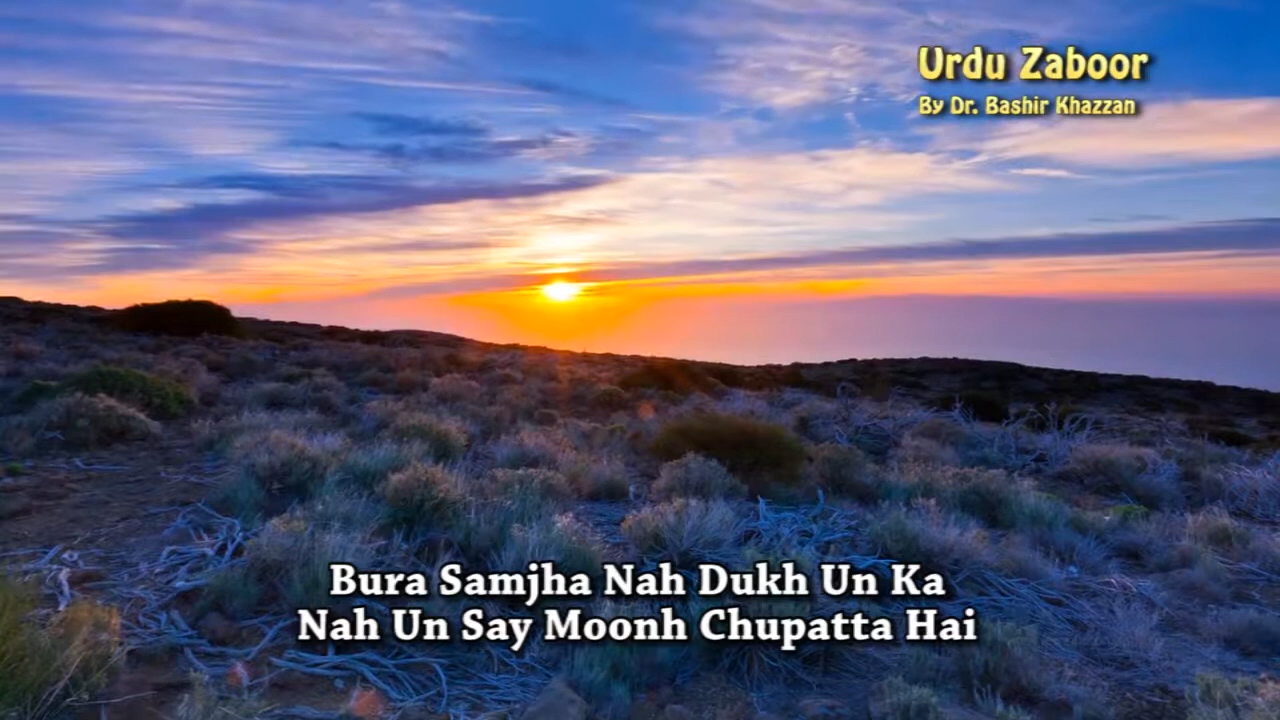 Urdu Zaboor
By Dr. Bashir Khazzan
Bura Samjha Nah Dukh Un Ka
Nah Un Say Moonh Chupatta Hai